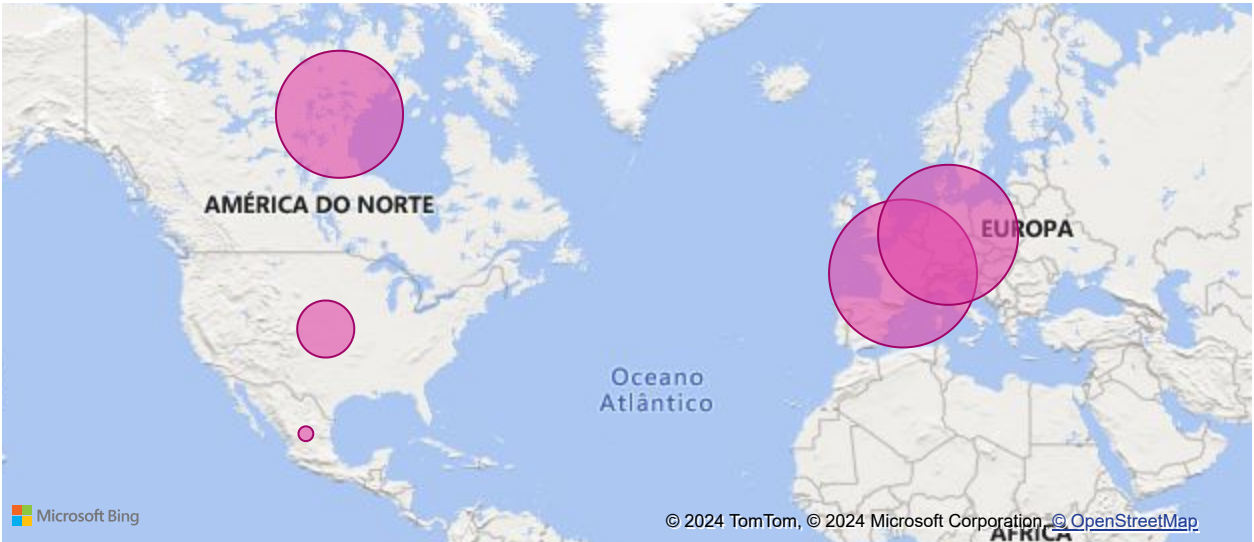 AMÉRICA DO NORTE
EUROPA
Oceano
Atlântico
Microsoft Bing
© 2024 TomTom, © 2024 Microsoft Corporation, © OpenStreetMap
ÁFRICA